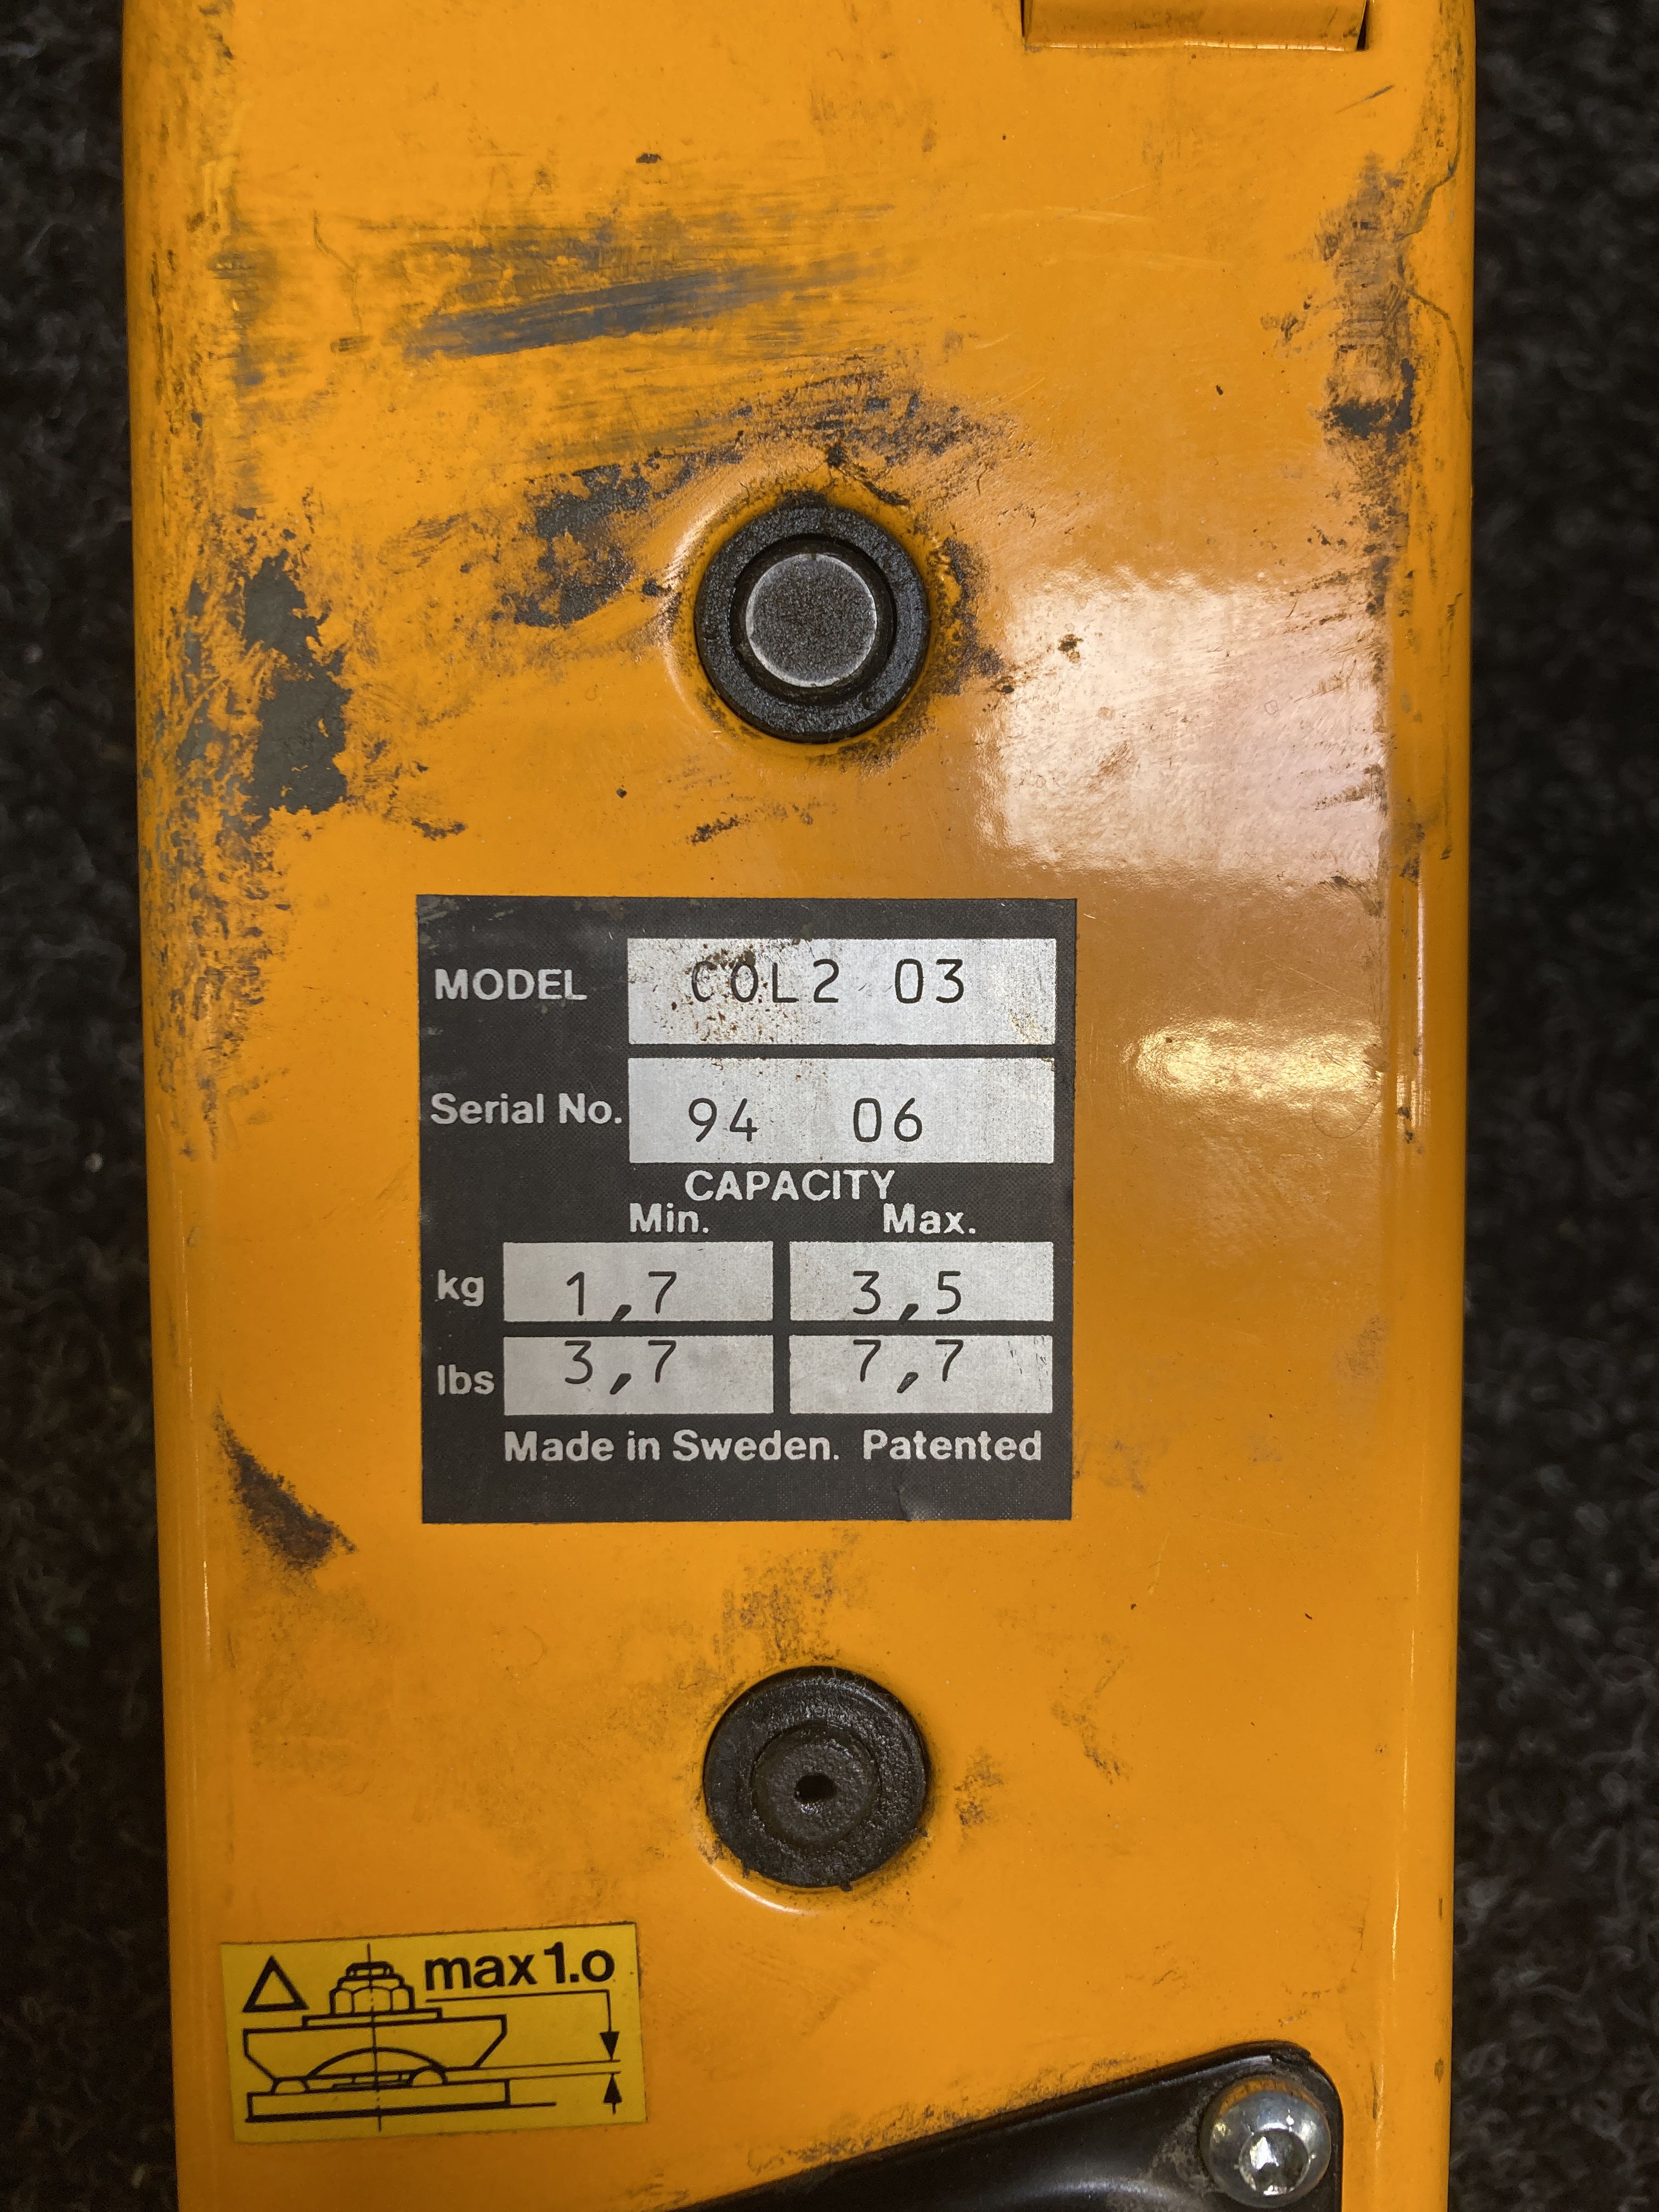 MODEL COL2 03
Serial No. 94 06
CAPACITY
Min. Max.
kg 1,7 3,5
lbs 3,7 7,7
Made in Sweden. Patented
max 1.0